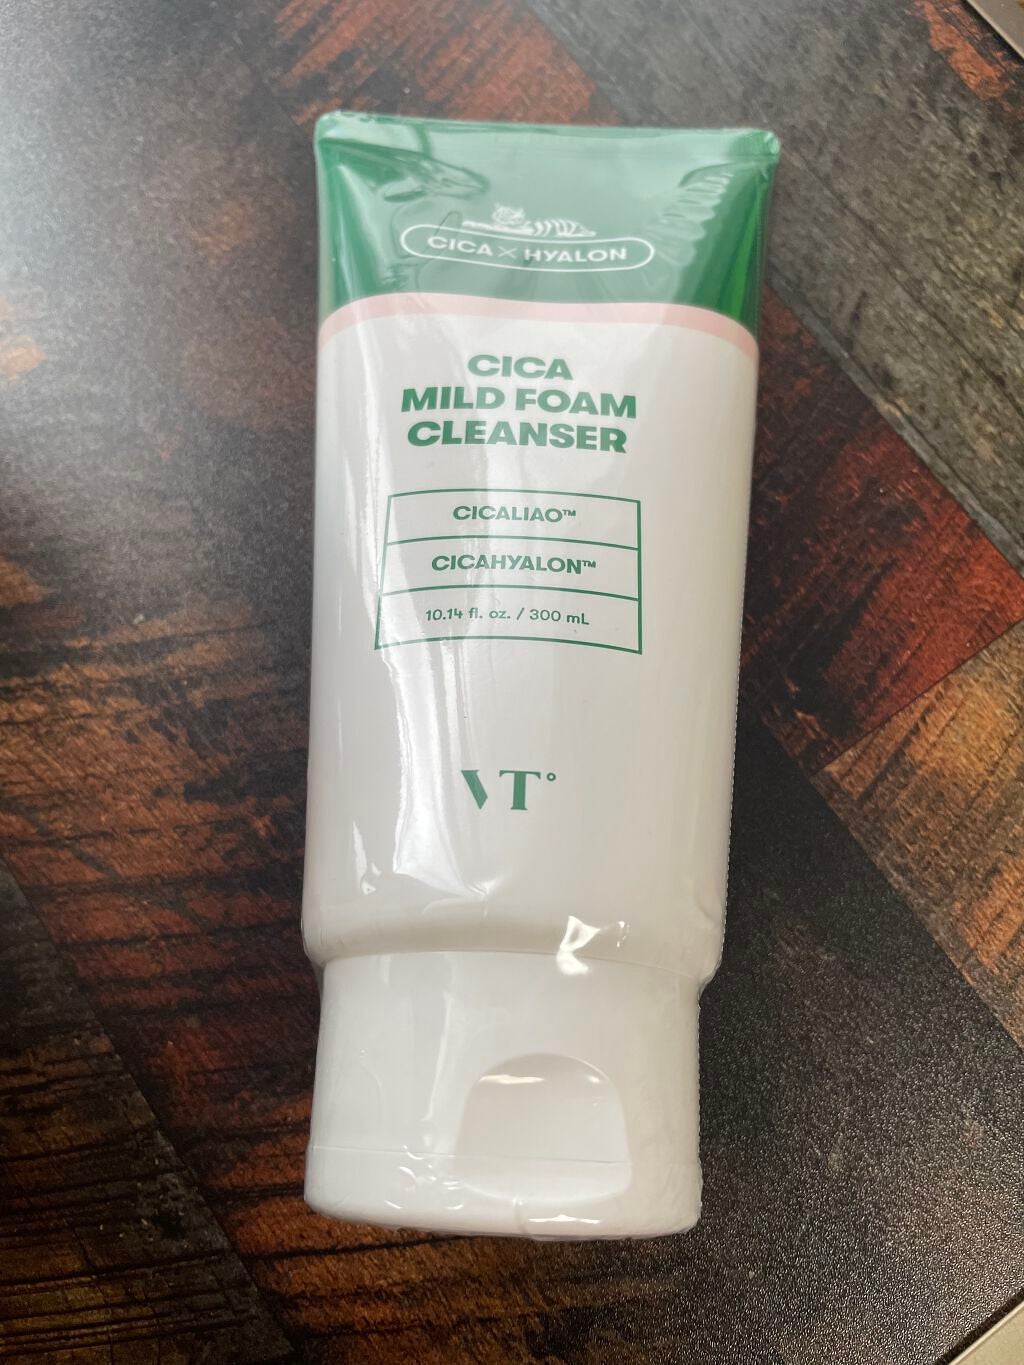 CICA×HYALON
CICA
MILD FOAM
CLEANSER
CICALIAO™
CICAHYALON™
10.14 fl. oz. / 300 mL
VT°